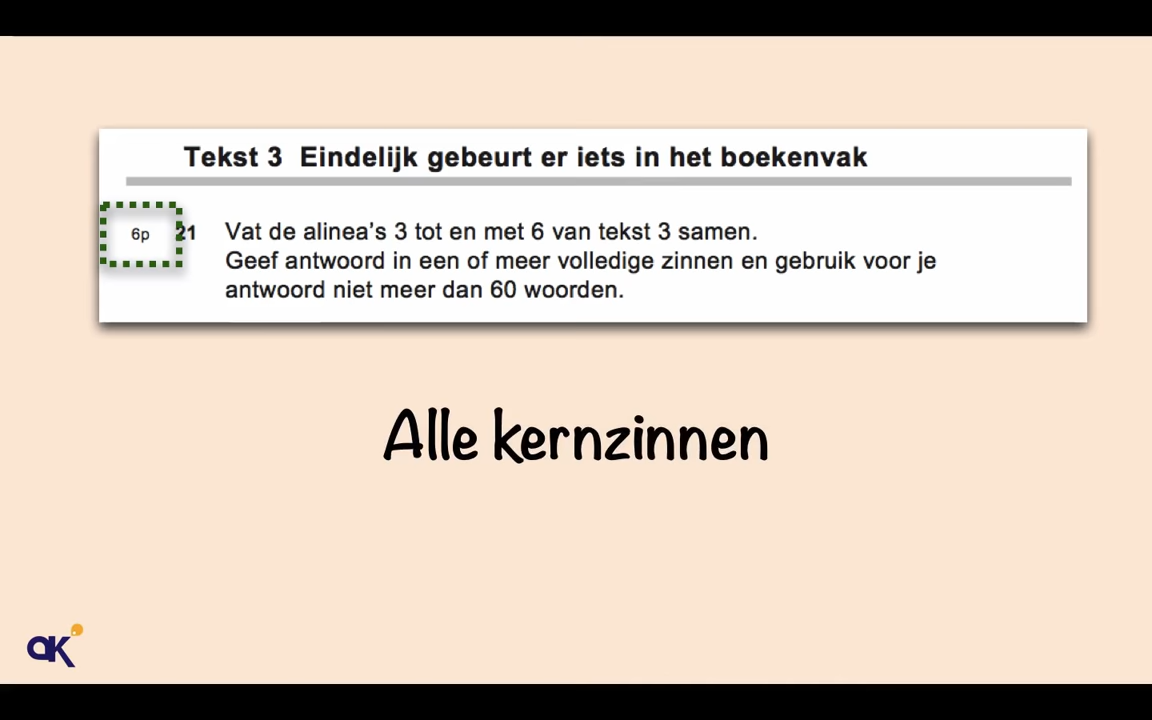 Tekst 3 Eindelijk gebeurt er iets in het boekenvak
6p 21 Vat de alinea's 3 tot en met 6 van tekst 3 samen.
Geef antwoord in een of meer volledige zinnen en gebruik voor je
antwoord niet meer dan 60 woorden.
Alle kernzinnen
ak